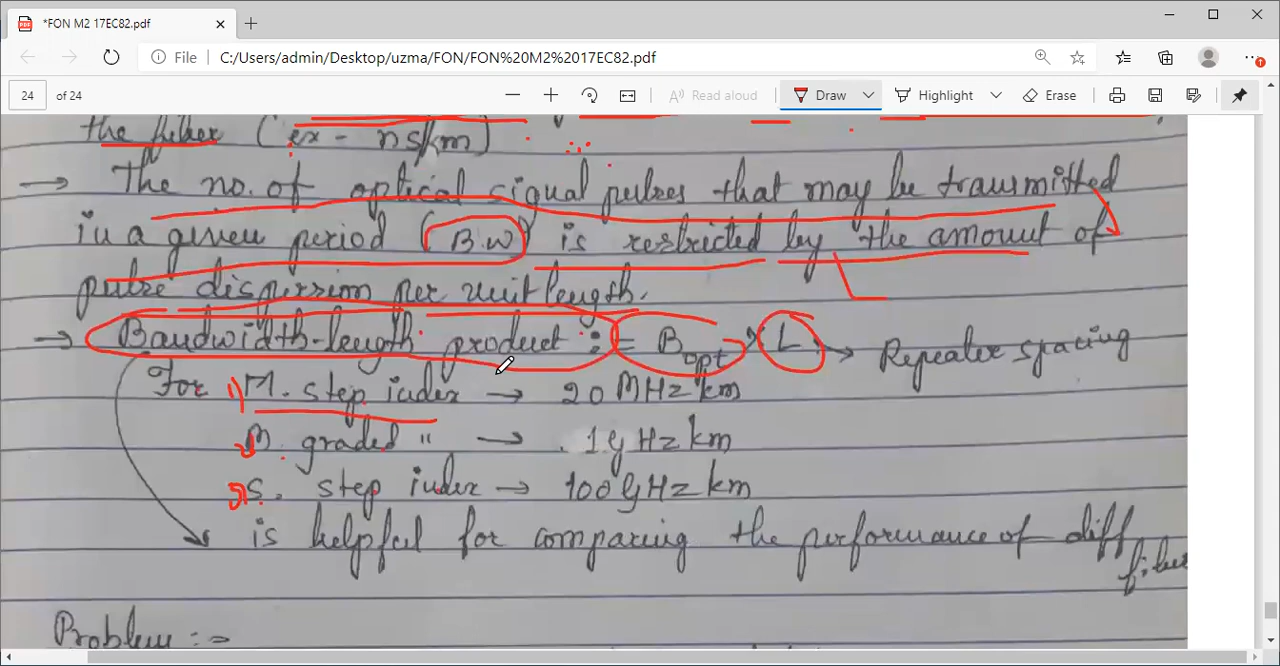 *FON M2 17EC82.pdf
File C:/Users/admin/Desktop/uzma/FON/FON%20M2%2017EC82.pdf
24 of 24 Read aloud Draw Highlight Erase
the fiber (ex - ns/km)
→ The no. of optical signal pulses that may be transmitted
in a given period (B.W) is restricted by the amount of
pulse dispersion per unit length.
→ Bandwidth-length product :- = Bopt × L → Repeater spacing
For 1) M. step index → 20 MHz km
2) M. graded " → 1 GHz km
3) S. step index → 100 GHz km
is helpful for comparing the performance of diff
fiber
Problem :→